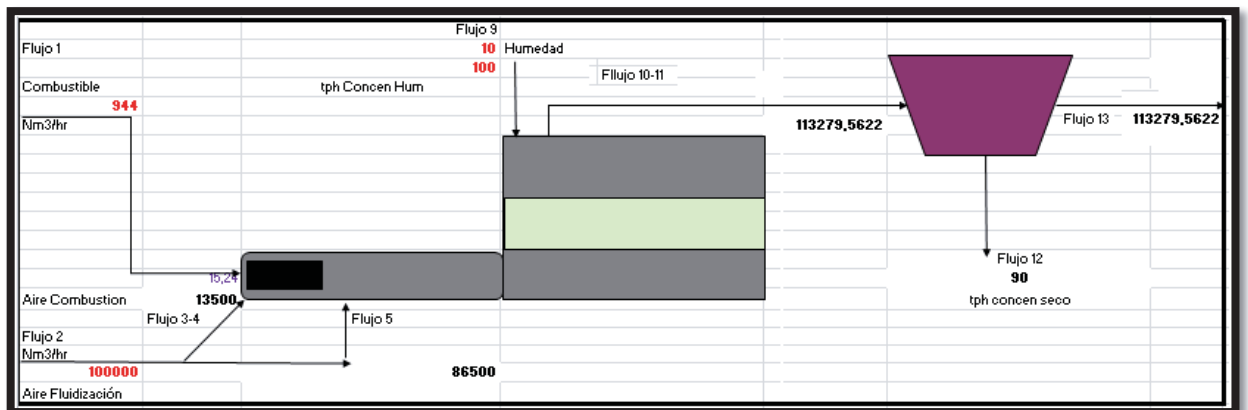 Flujo 9
Flujo 1
10 Humedad
100
Fllujo 10-11
Combustible
tph Concen Hum
944
Nm3/hr
113279,5622
Flujo 13
113279,5622
Flujo 12
90
tph concen seco
15,24
Aire Combustion
13500
Flujo 3-4
Flujo 5
Flujo 2
Nm3/hr
100000
86500
Aire Fluidización